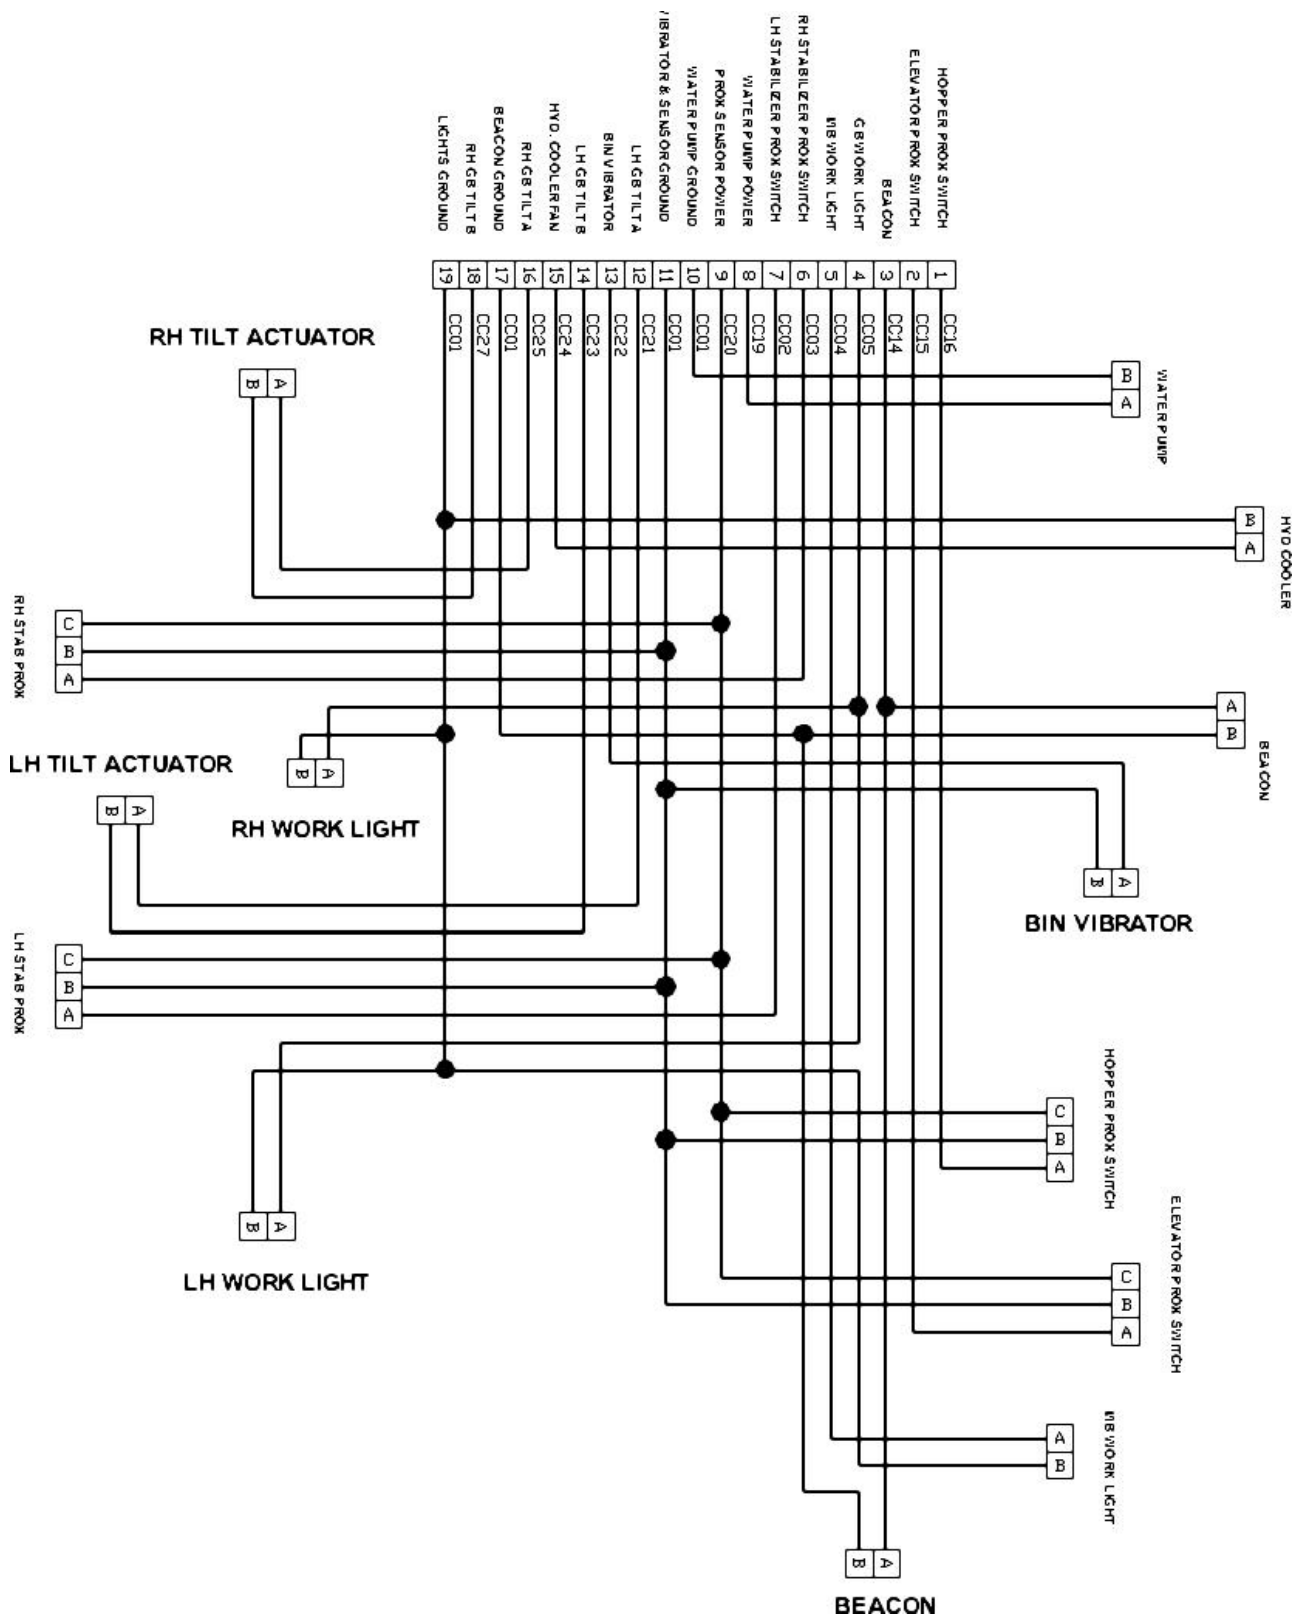 LIGHTS GROUND
RH GB TILT B
BEACON GROUND
RH GB TILT A
HYD. COOLER FAN
LH GB TILT B
BIN VIBRATOR
LH GB TILT A
VIBRATOR & SENSOR GROUND
WATER PUMP GROUND
PROX SENSOR POWER
WATER PUMP POWER
LH STABILIZER PROX SWITCH
RH STABILIZER PROX SWITCH
MB WORK LIGHT
GB WORK LIGHT
BEACON
ELEVATOR PROX SWITCH
HOPPER PROX SWITCH
19 18 17 16 15 14 13 12 11 10 9 8 7 6 5 4 3 2 1
CC01 CC27 CC01 CC25 CC24 CC23 CC22 CC21 CC01 CC01 CC20 CC19 CC02 CC03 CC04 CC05 CC14 CC15 CC16
RH TILT ACTUATOR
B A
B
A
WATER PUMP
B
A
HYD COOLER
RH STAB PROX
C
B
A
A
B
BEACON
LH TILT ACTUATOR
B A
B A
RH WORK LIGHT
B A
BIN VIBRATOR
LH STAB PROX
C
B
A
HOPPER PROX SWITCH
C
B
A
B A
LH WORK LIGHT
ELEVATOR PROX SWITCH
C
B
A
MB WORK LIGHT
A
B
B A
BEACON